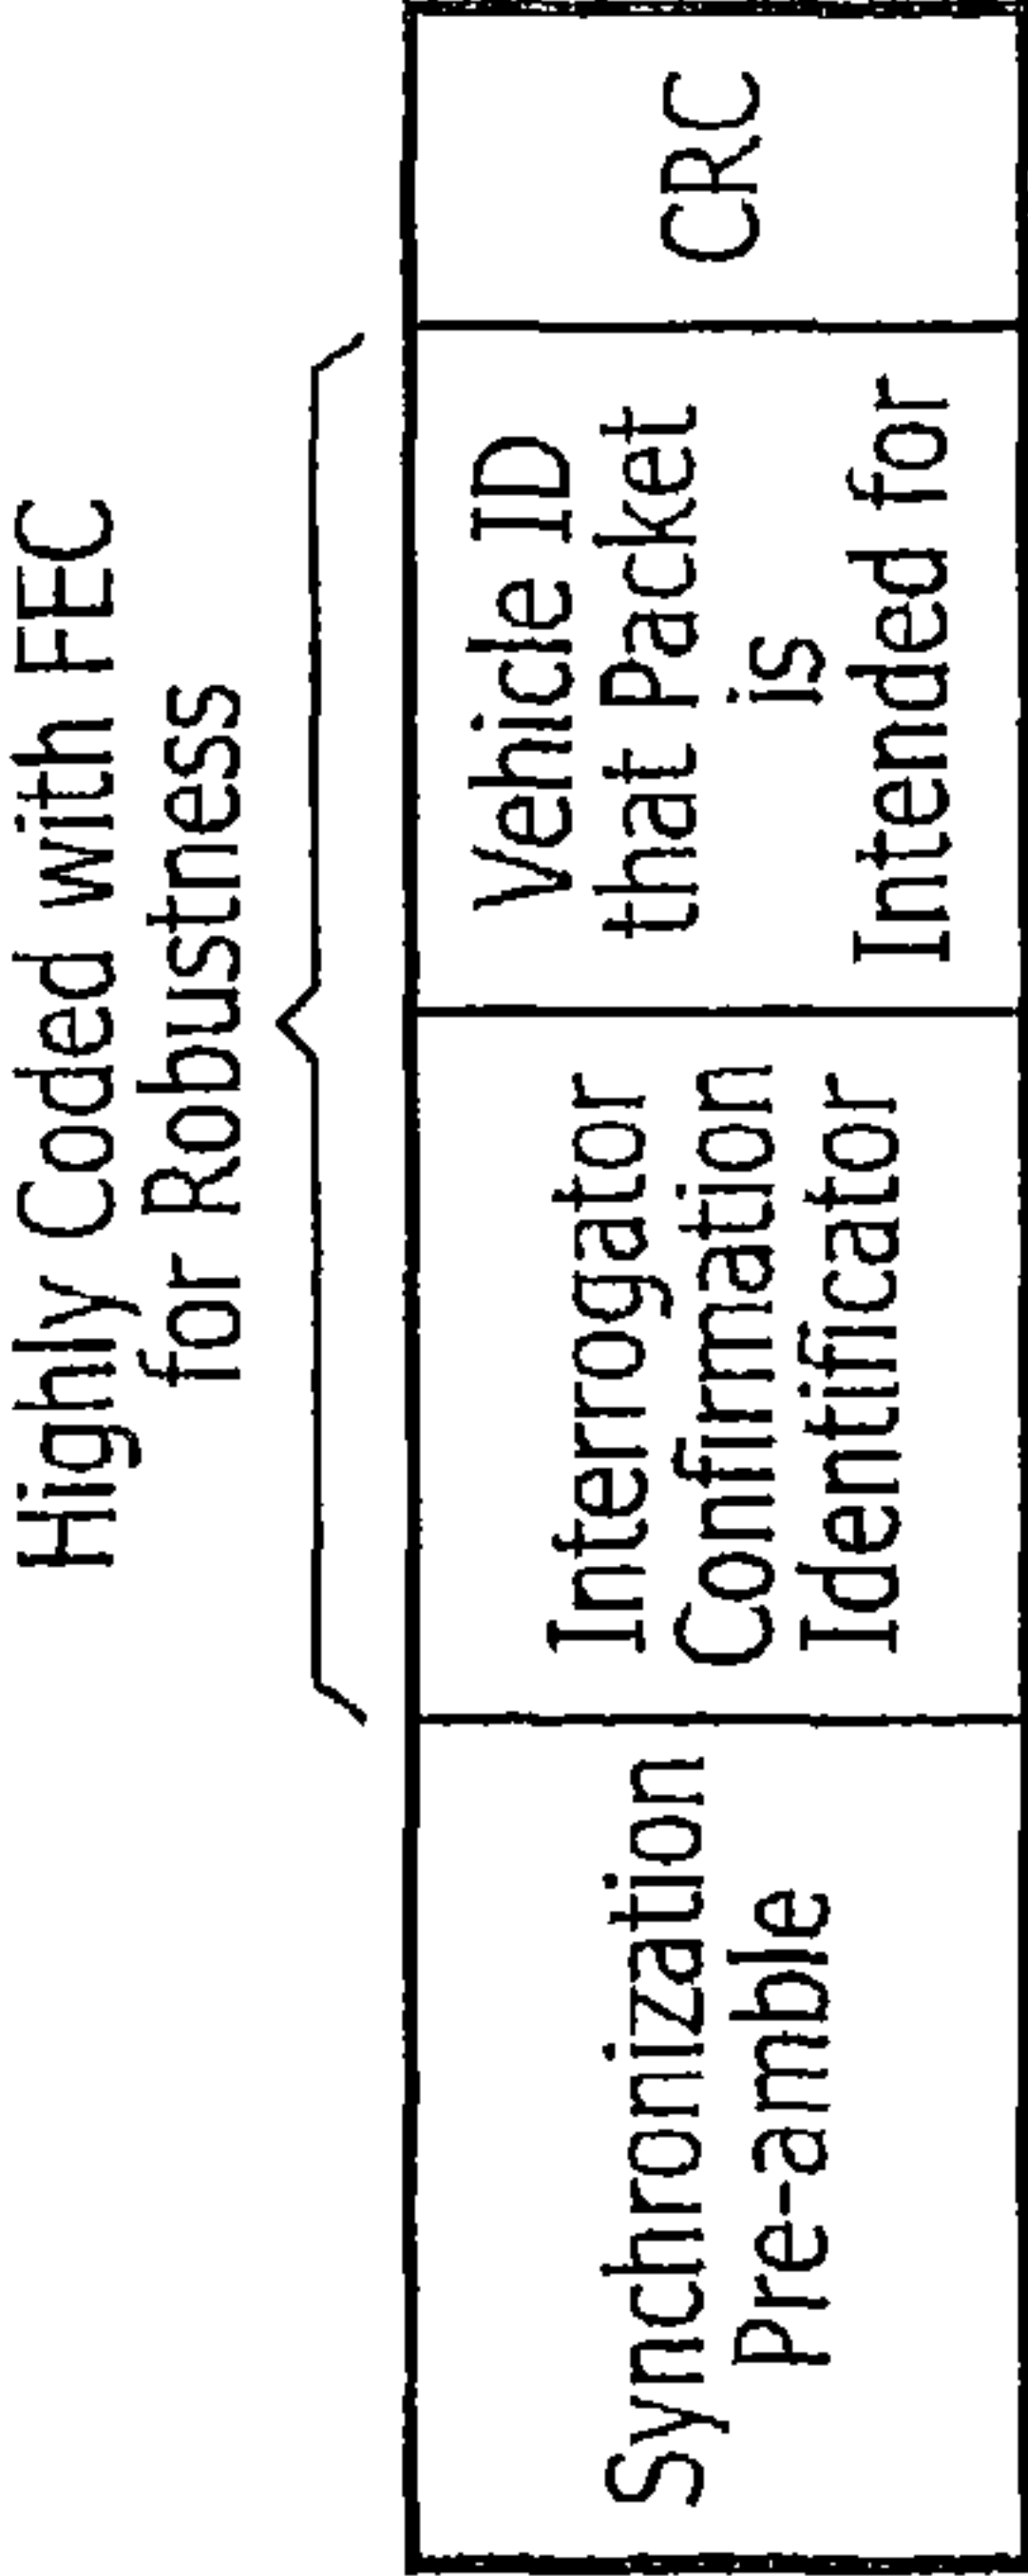 Highly Coded with FEC
for Robustness
Synchronization
Pre-amble
Interrogator
Confirmation
Identificator
Vehicle ID
that Packet
is
Intended for
CRC